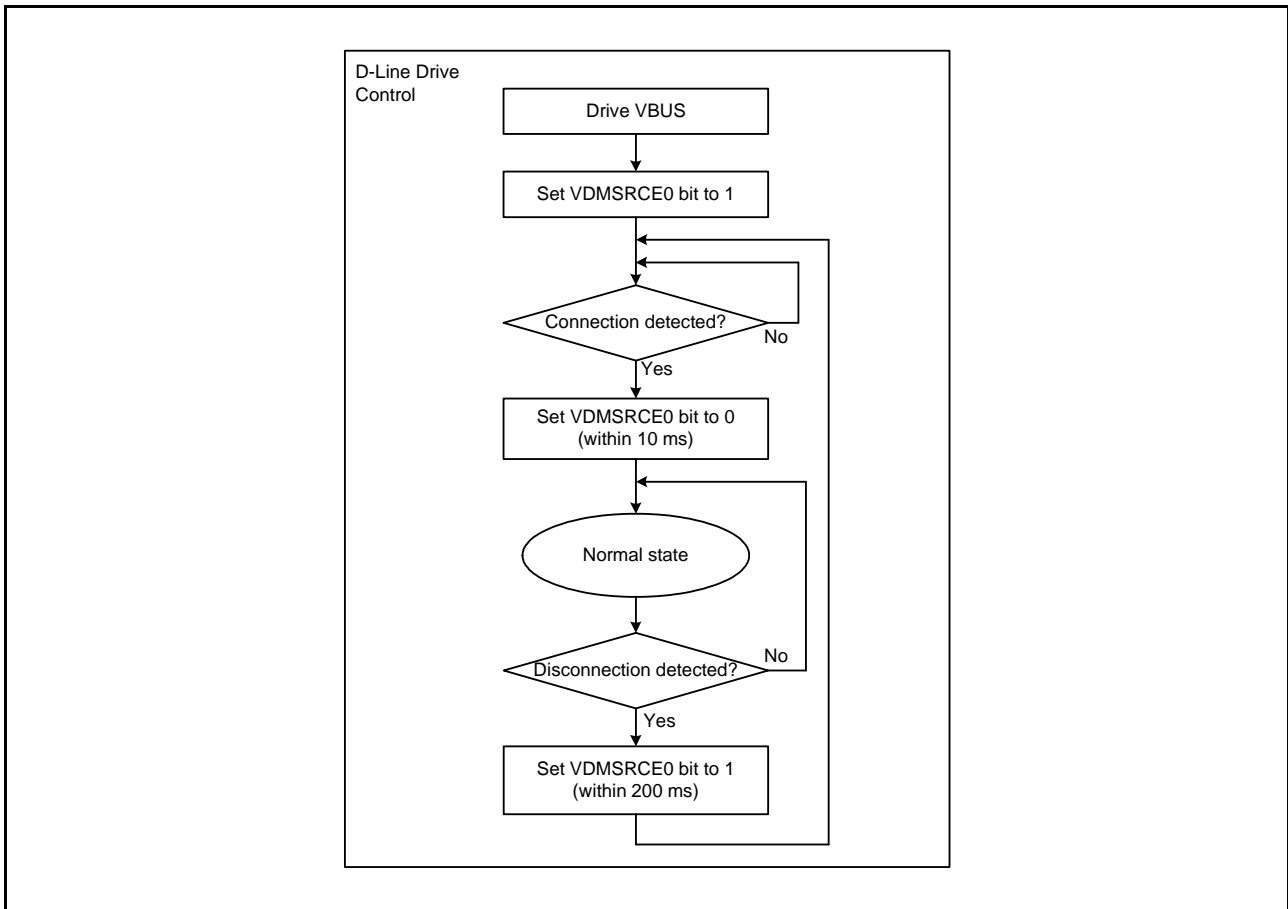 D-Line Drive
Control
Drive VBUS
Set VDMSRCE0 bit to 1
Connection detected?
No
Yes
Set VDMSRCE0 bit to 0
(within 10 ms)
Normal state
Disconnection detected?
No
Yes
Set VDMSRCE0 bit to 1
(within 200 ms)